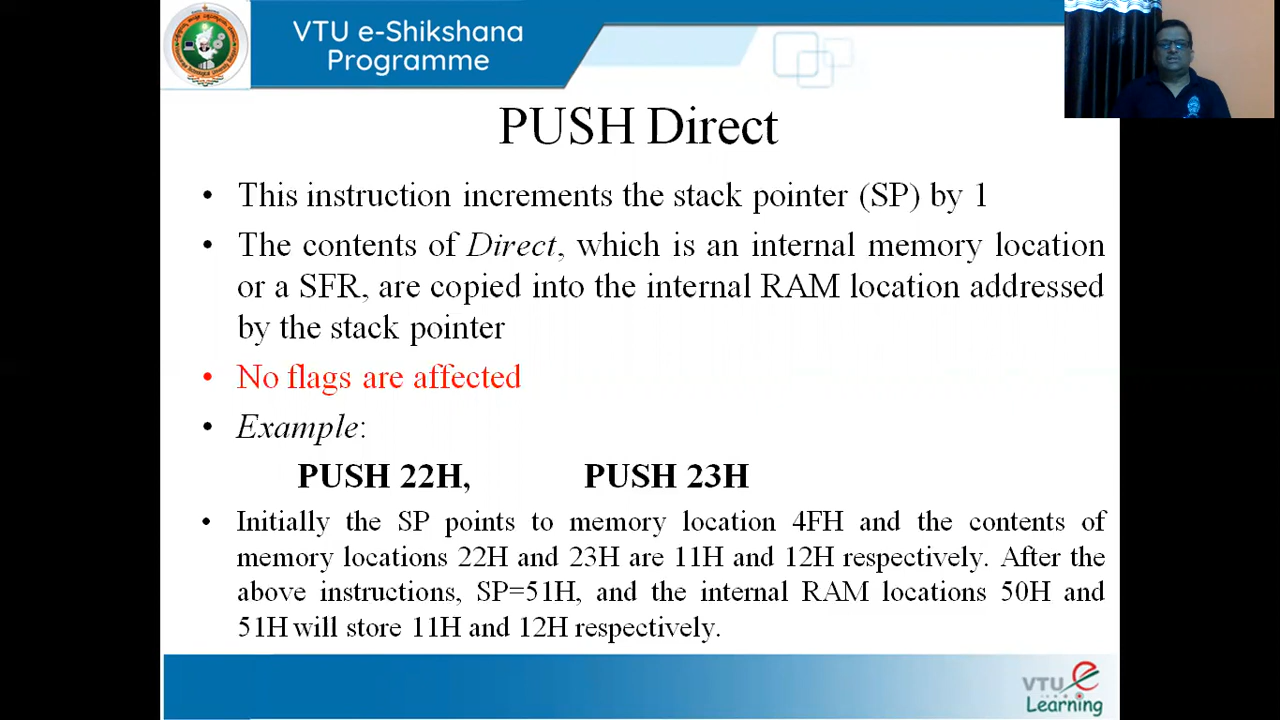 VTU e-Shikshana
Programme
PUSH Direct
• This instruction increments the stack pointer (SP) by 1
• The contents of Direct, which is an internal memory location
or a SFR, are copied into the internal RAM location addressed
by the stack pointer
• No flags are affected
• Example:
PUSH 22H, PUSH 23H
• Initially the SP points to memory location 4FH and the contents of
memory locations 22H and 23H are 11H and 12H respectively. After the
above instructions, SP=51H, and the internal RAM locations 50H and
51H will store 11H and 12H respectively.
VTU e
Learning